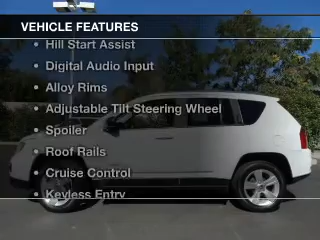 VEHICLE FEATURES
• Hill Start Assist
• Digital Audio Input
• Alloy Rims
• Adjustable Tilt Steering Wheel
• Spoiler
• Roof Rails
• Cruise Control
• Keyless Entry